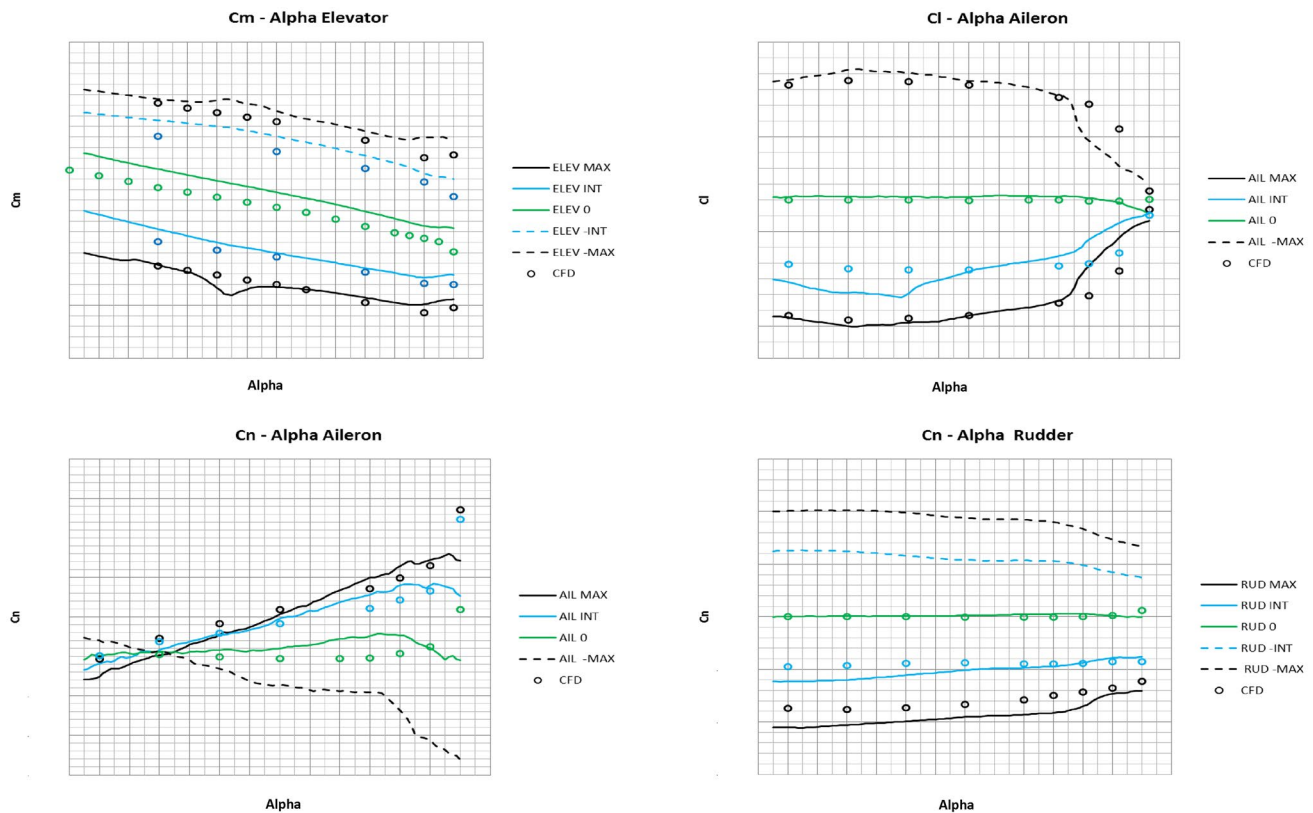 Cm - Alpha Elevator
Cm
Alpha
ELEV MAX
ELEV INT
ELEV 0
ELEV -INT
ELEV -MAX
CFD
Cl - Alpha Aileron
Cl
Alpha
AIL MAX
AIL INT
AIL 0
AIL -MAX
CFD
Cn - Alpha Aileron
Cn
Alpha
AIL MAX
AIL INT
AIL 0
AIL -MAX
CFD
Cn - Alpha Rudder
Cn
Alpha
RUD MAX
RUD INT
RUD 0
RUD -INT
RUD -MAX
CFD